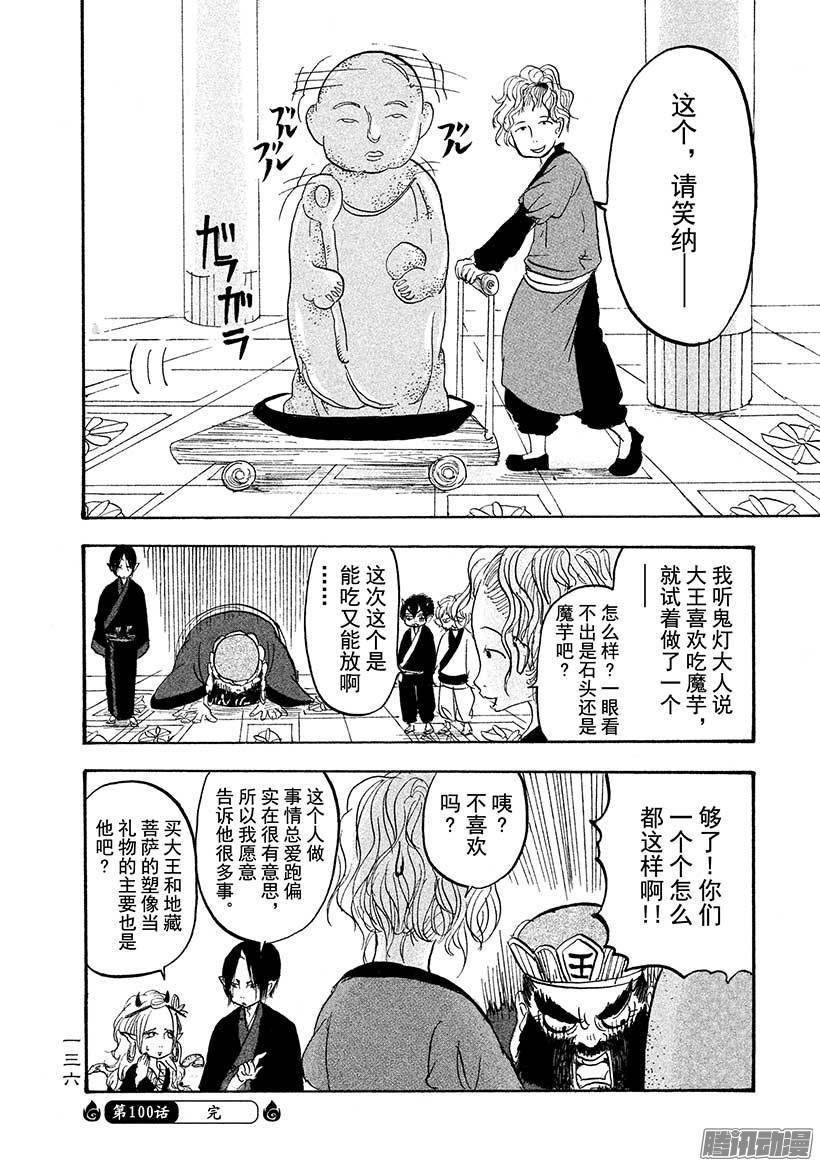 这个，
请笑纳——
ブル
ブル
ブル
ブル
ガラ
ガラ
我听鬼灯大人说
大王喜欢吃魔芋，
就试着做了一个
——
怎么样？一眼看
不出是石头还是
魔芋吧？
这次这个是
能吃又能放啊
……
够了！你们
一个个怎么
都这样啊！！
王
咦？
不喜欢
吗？
这个人做
事情总爱跑偏
实在很有意思，
所以我愿意
告诉他很多事。
买大王和地藏
菩萨的塑像当
礼物的主要也是
他吧？
一三六
第100话 完
腾讯动漫